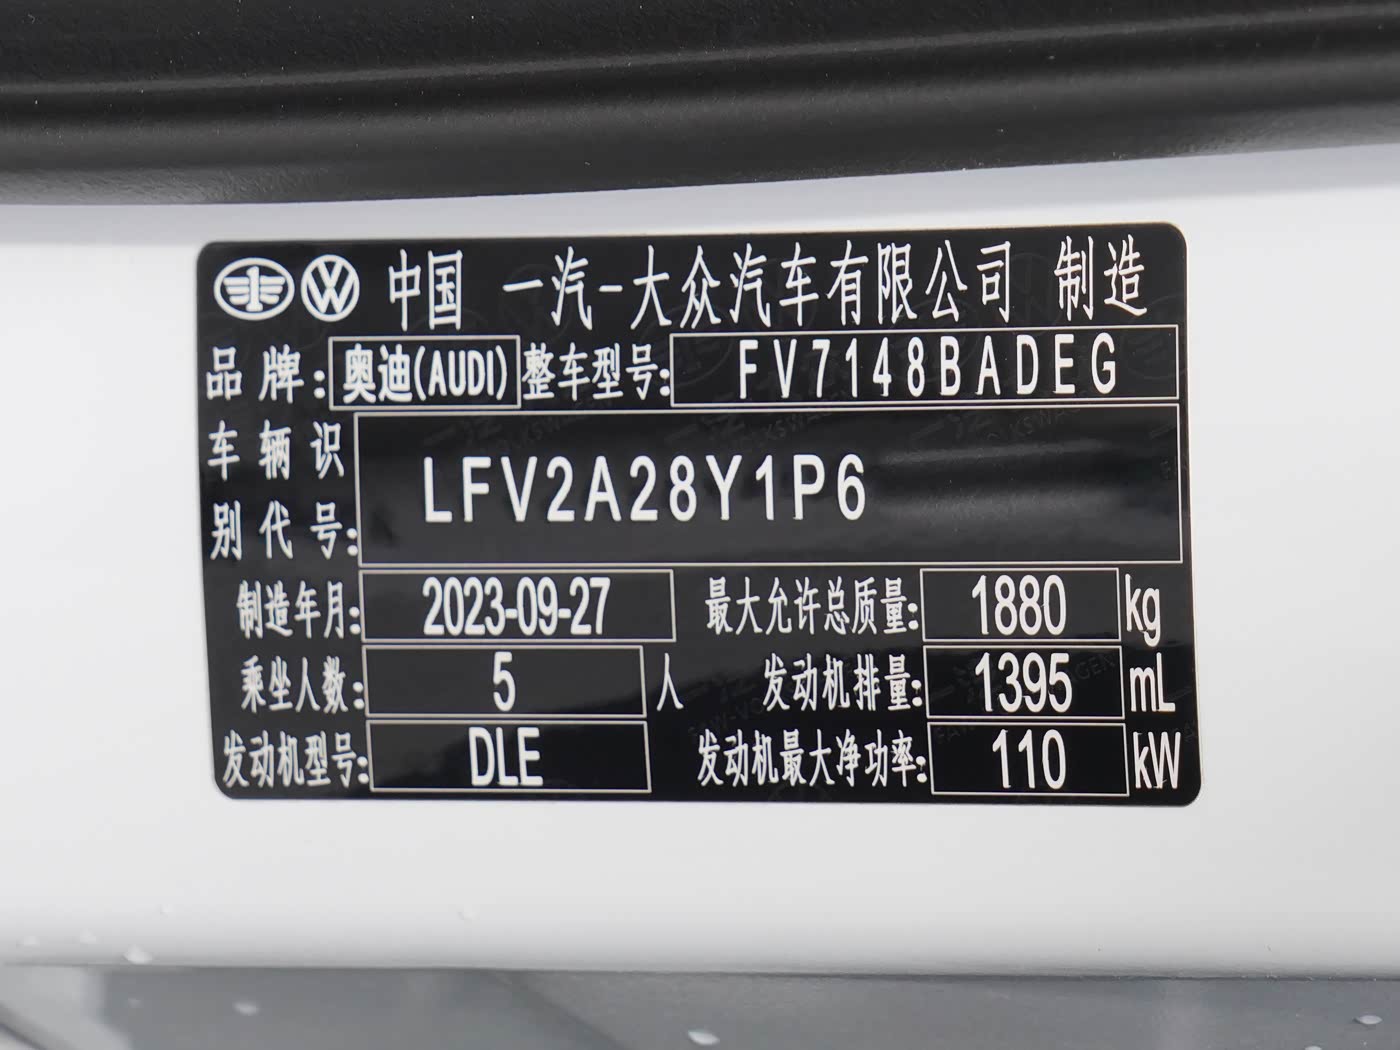 中国 一汽-大众汽车有限公司 制造
品牌: 奥迪(AUDI) 整车型号: FV7148BADEG
车辆识别代号: LFV2A28Y1P6
制造年月: 2023-09-27 最大允许总质量: 1880 kg
乘坐人数: 5 人 发动机排量: 1395 mL
发动机型号: DLE 发动机最大净功率: 110 kW